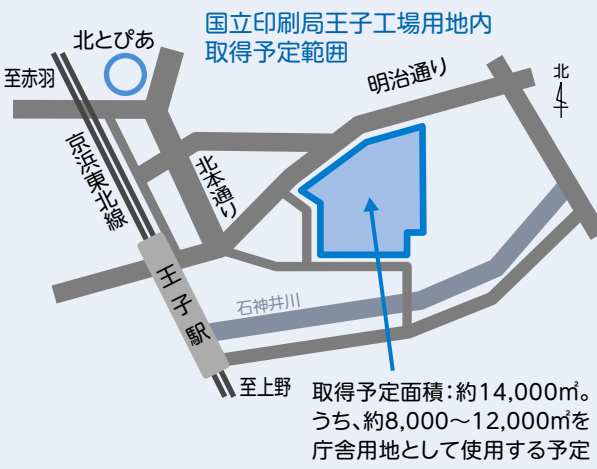 国立印刷局王子工場用地内
取得予定範囲
北とぴあ
至赤羽
明治通り
北
京浜東北線
北本通り
王子駅
石神井川
至上野
取得予定面積：約14,000㎡。
うち、約8,000～12,000㎡を
庁舎用地として使用する予定